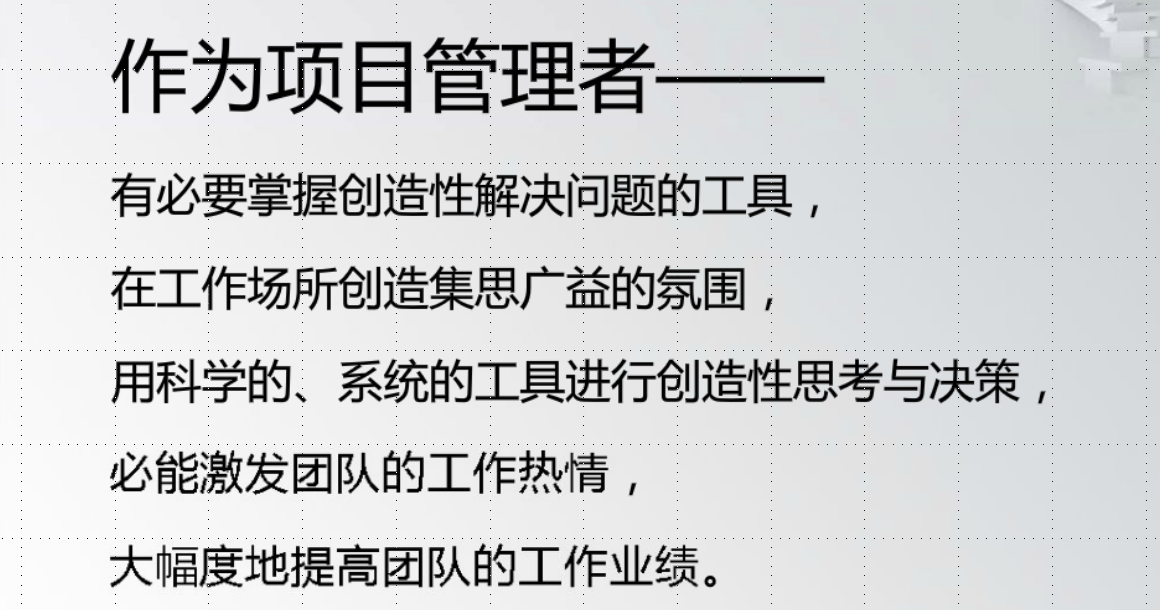 作为项目管理者——
有必要掌握创造性解决问题的工具，
在工作场所创造集思广益的氛围，
用科学的、系统的工具进行创造性思考与决策，
必能激发团队的工作热情，
大幅度地提高团队的工作业绩。